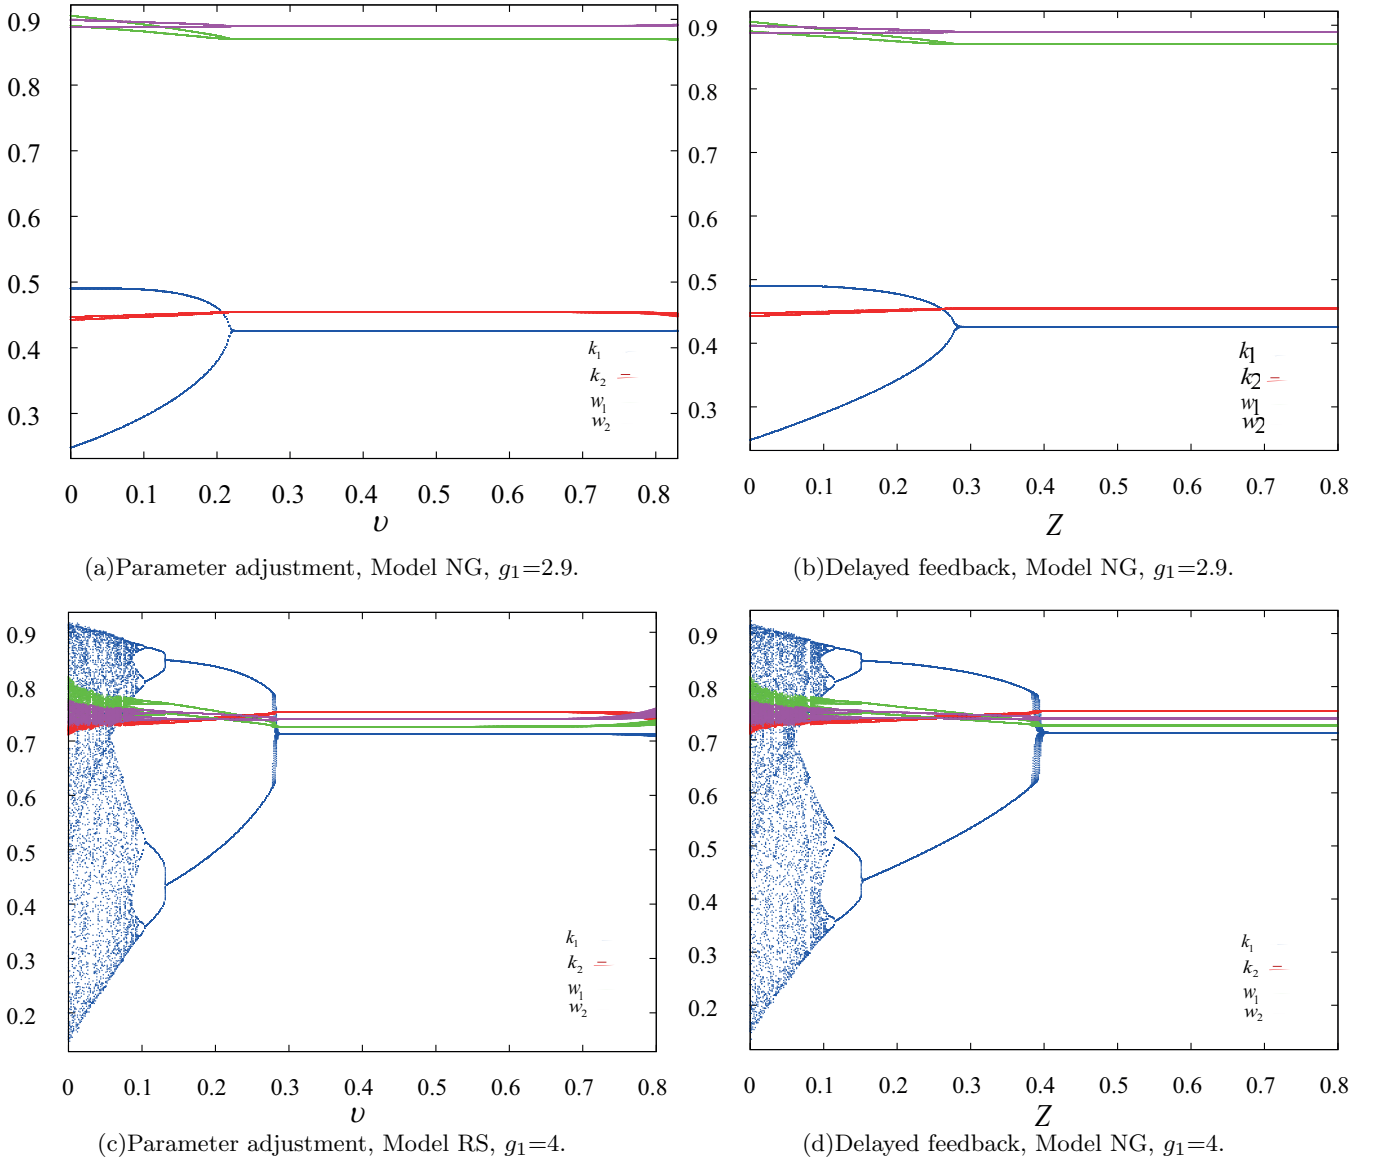 0.9
0.8
0.7
0.6
0.5
0.4
0.3
k1
k2
w1
w2
0 0.1 0.2 0.3 0.4 0.5 0.6 0.7 0.8
υ
(a)Parameter adjustment, Model NG, g1=2.9.
0.9
0.8
0.7
0.6
0.5
0.4
0.3
k1
k2
w1
w2
0 0.1 0.2 0.3 0.4 0.5 0.6 0.7 0.8
Z
(b)Delayed feedback, Model NG, g1=2.9.
0.9
0.8
0.7
0.6
0.5
0.4
0.3
0.2
k1
k2
w1
w2
0 0.1 0.2 0.3 0.4 0.5 0.6 0.7 0.8
υ
(c)Parameter adjustment, Model RS, g1=4.
0.9
0.8
0.7
0.6
0.5
0.4
0.3
0.2
k1
k2
w1
w2
0 0.1 0.2 0.3 0.4 0.5 0.6 0.7 0.8
Z
(d)Delayed feedback, Model NG, g1=4.